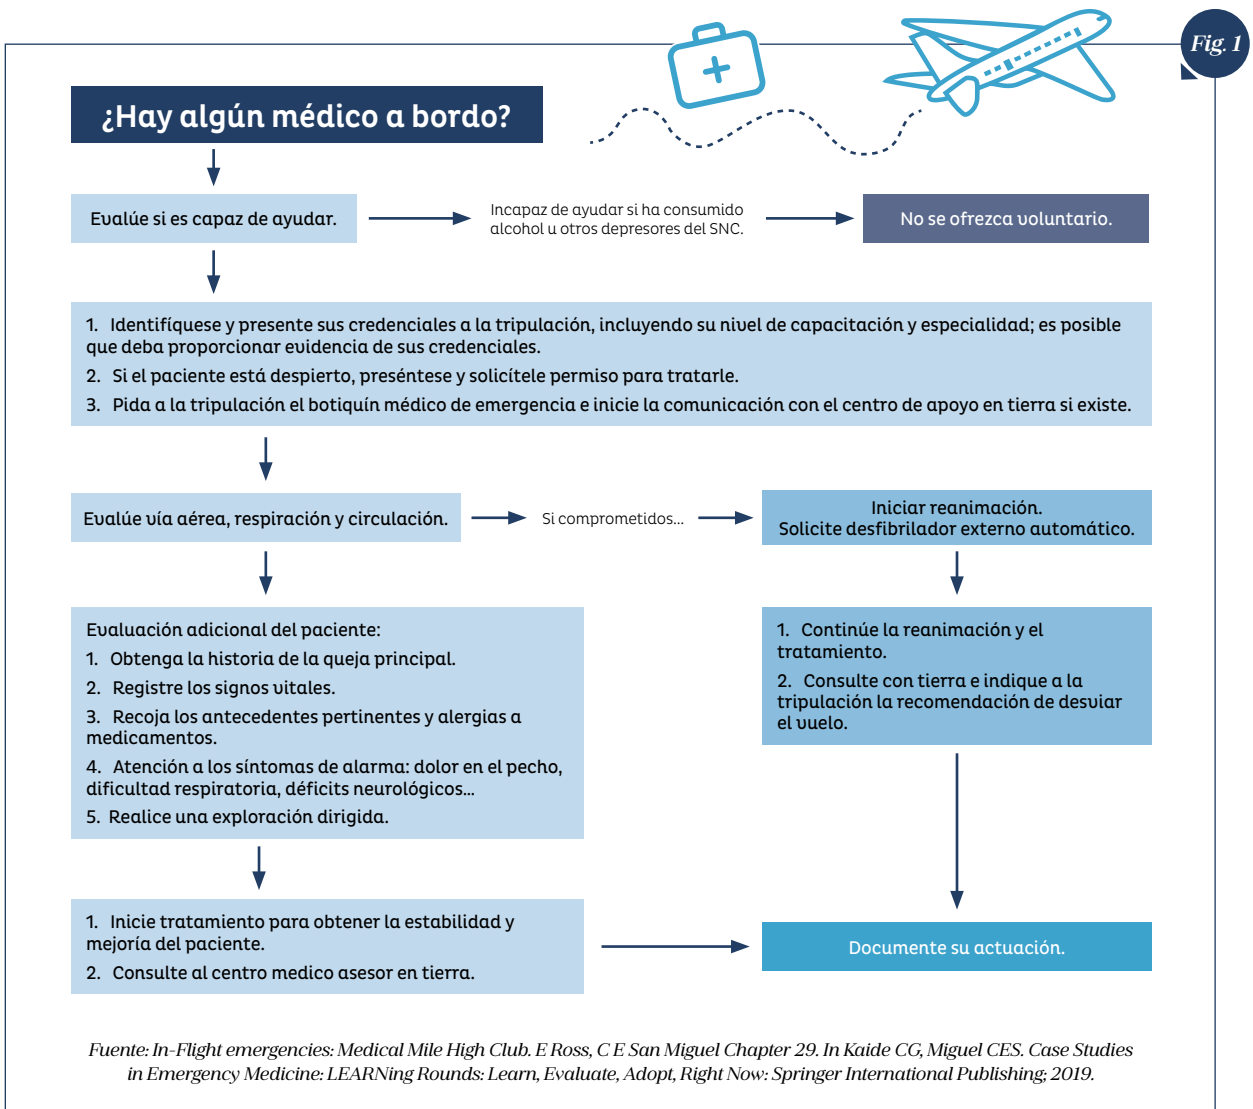 Fig. 1
¿Hay algún médico a bordo?
Evalúe si es capaz de ayudar.
Incapaz de ayudar si ha consumido
alcohol u otros depresores del SNC.
No se ofrezca voluntario.
1. Identifíquese y presente sus credenciales a la tripulación, incluyendo su nivel de capacitación y especialidad; es posible
que deba proporcionar evidencia de sus credenciales.
2. Si el paciente está despierto, preséntese y solicítele permiso para tratarle.
3. Pida a la tripulación el botiquín médico de emergencia e inicie la comunicación con el centro de apoyo en tierra si existe.
Evalúe vía aérea, respiración y circulación.
Si comprometidos...
Iniciar reanimación.
Solicite desfibrilador externo automático.
Evaluación adicional del paciente:
1. Obtenga la historia de la queja principal.
2. Registre los signos vitales.
3. Recoja los antecedentes pertinentes y alergias a
medicamentos.
4. Atención a los síntomas de alarma: dolor en el pecho,
dificultad respiratoria, déficits neurológicos...
5. Realice una exploración dirigida.
1. Continúe la reanimación y el
tratamiento.
2. Consulte con tierra e indique a la
tripulación la recomendación de desviar
el vuelo.
1. Inicie tratamiento para obtener la estabilidad y
mejoría del paciente.
2. Consulte al centro medico asesor en tierra.
Documente su actuación.
Fuente: In-Flight emergencies: Medical Mile High Club. E Ross, C E San Miguel Chapter 29. In Kaide CG, Miguel CES. Case Studies
in Emergency Medicine: LEARNing Rounds: Learn, Evaluate, Adopt, Right Now: Springer International Publishing; 2019.